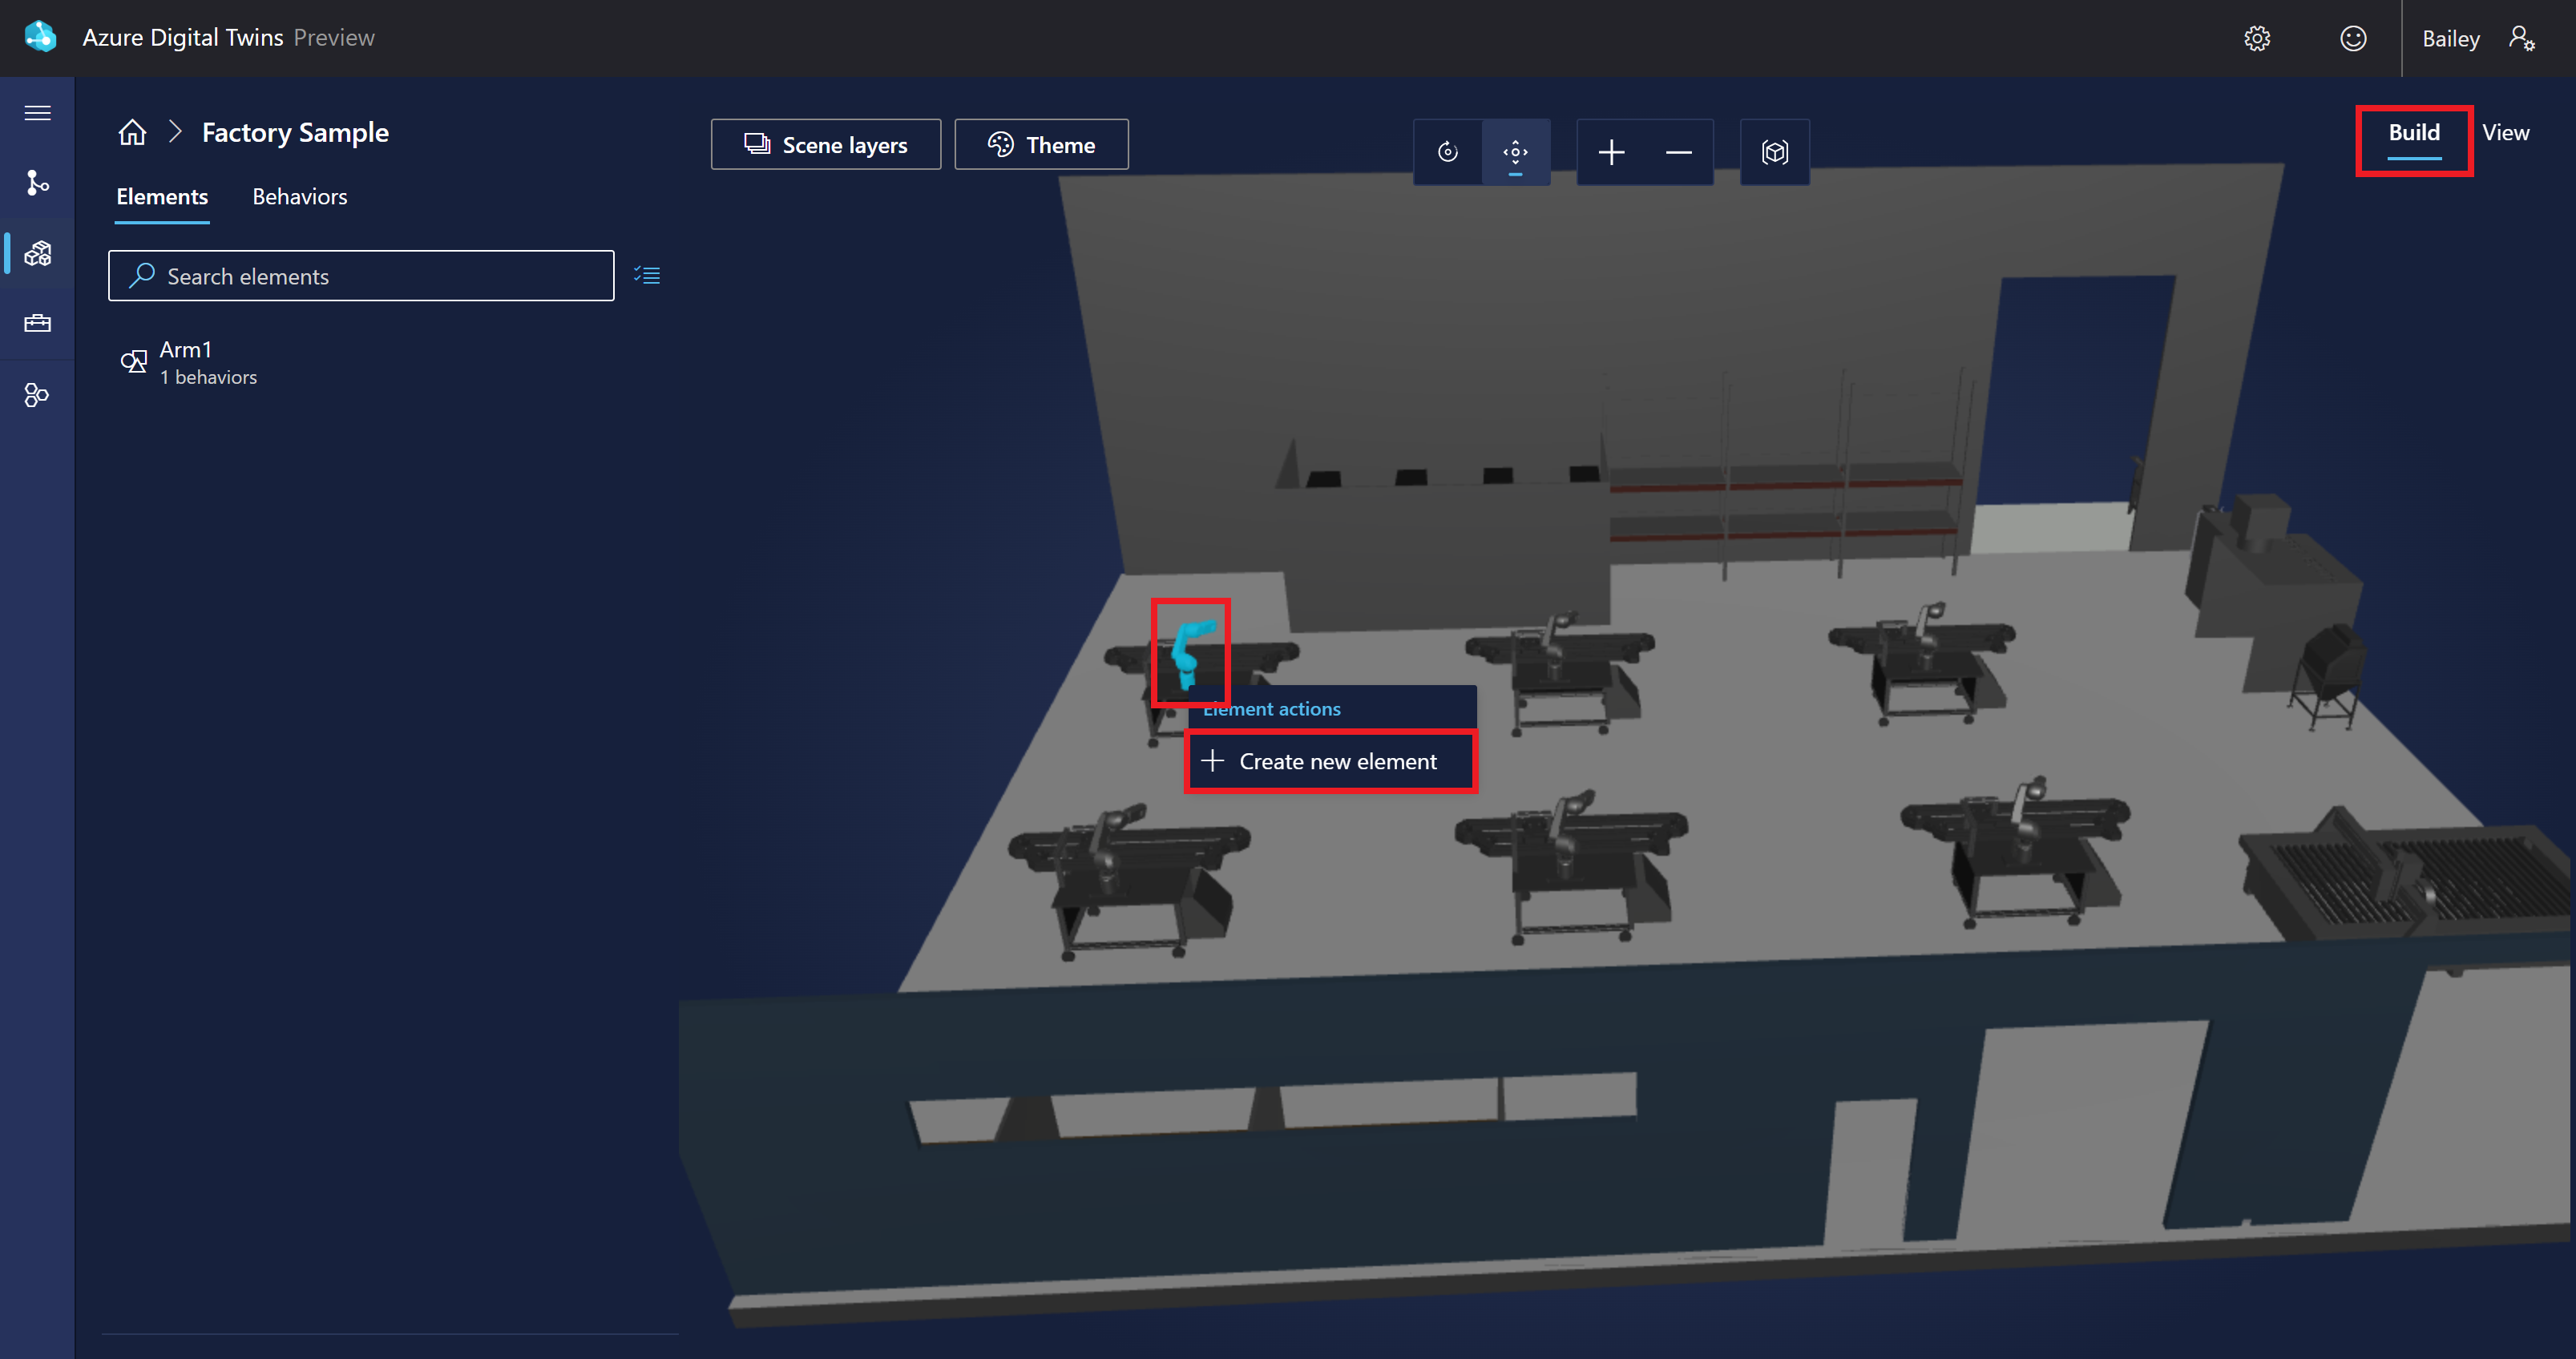 Azure Digital Twins Preview
Bailey
Factory Sample
Scene layers
Theme
Build
View
Elements
Behaviors
Search elements
Arm1
1 behaviors
Element actions
Create new element